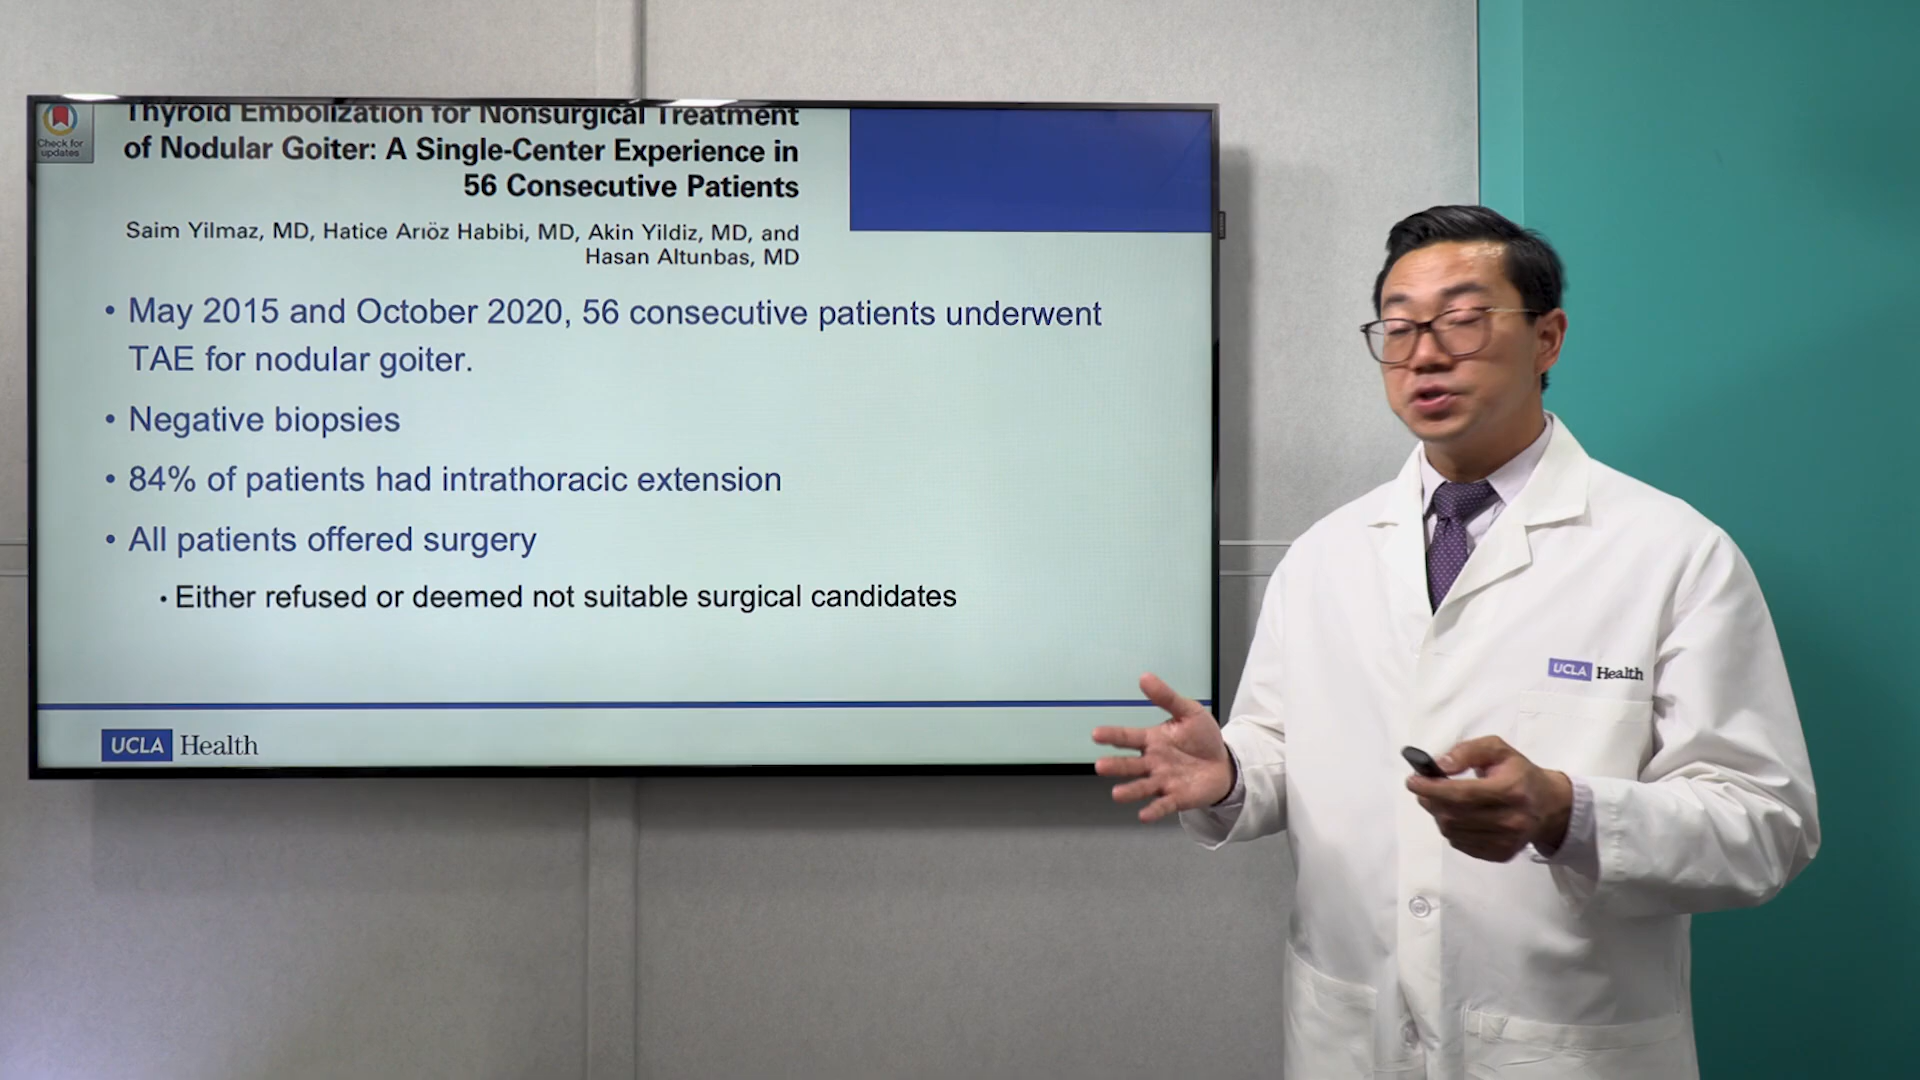 Check for
updates
Thyroid Embolization for Nonsurgical Treatment
of Nodular Goiter: A Single-Center Experience in
56 Consecutive Patients
Saim Yilmaz, MD, Hatice Arıöz Habibi, MD, Akin Yildiz, MD, and
Hasan Altunbas, MD
• May 2015 and October 2020, 56 consecutive patients underwent
TAE for nodular goiter.
• Negative biopsies
• 84% of patients had intrathoracic extension
• All patients offered surgery
• Either refused or deemed not suitable surgical candidates
UCLA Health
UCLA Health